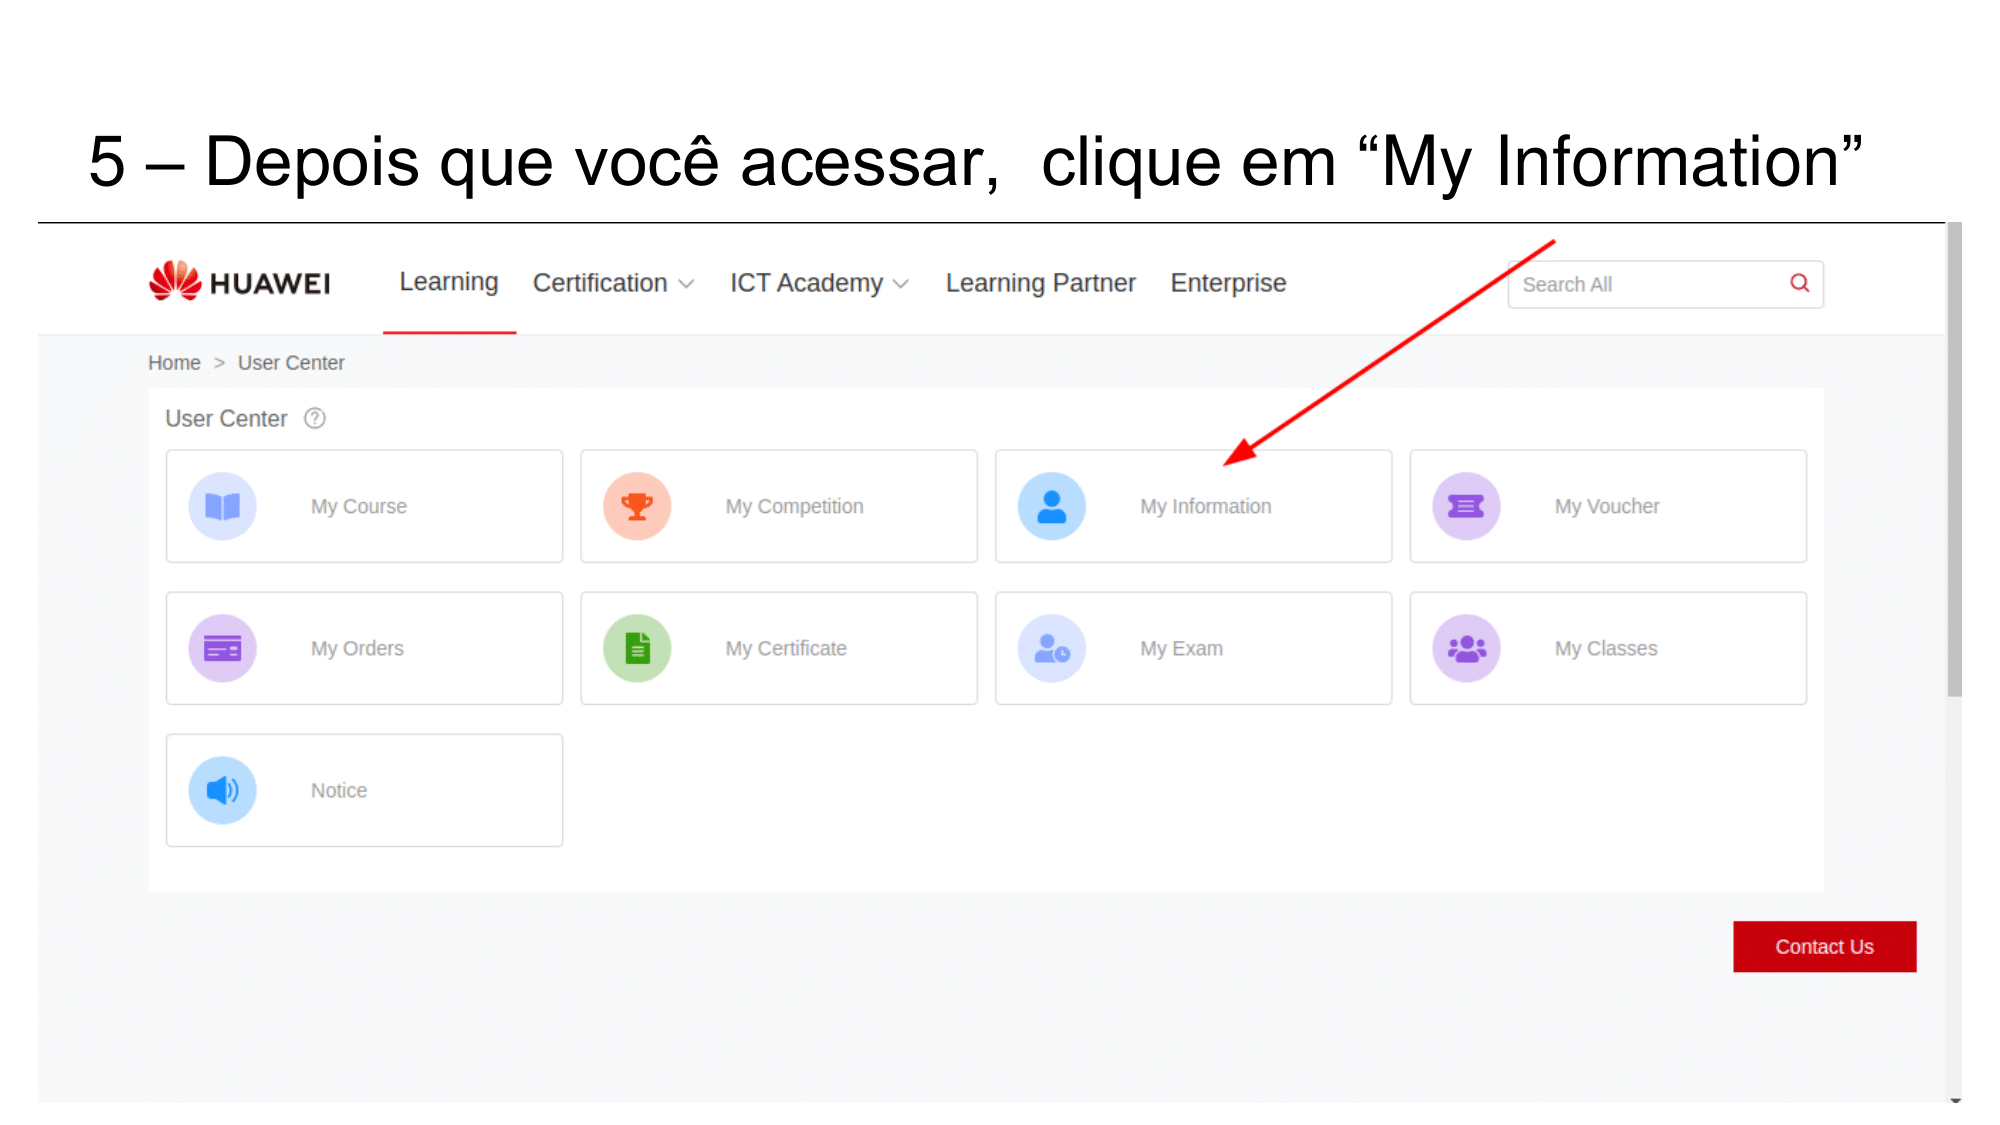 5 – Depois que você acessar,  clique em “My Information”
HUAWEI
Learning
Certification
ICT Academy
Learning Partner
Enterprise
Search All
Home > User Center
User Center ?
My Course
My Competition
My Information
My Voucher
My Orders
My Certificate
My Exam
My Classes
Notice
Contact Us